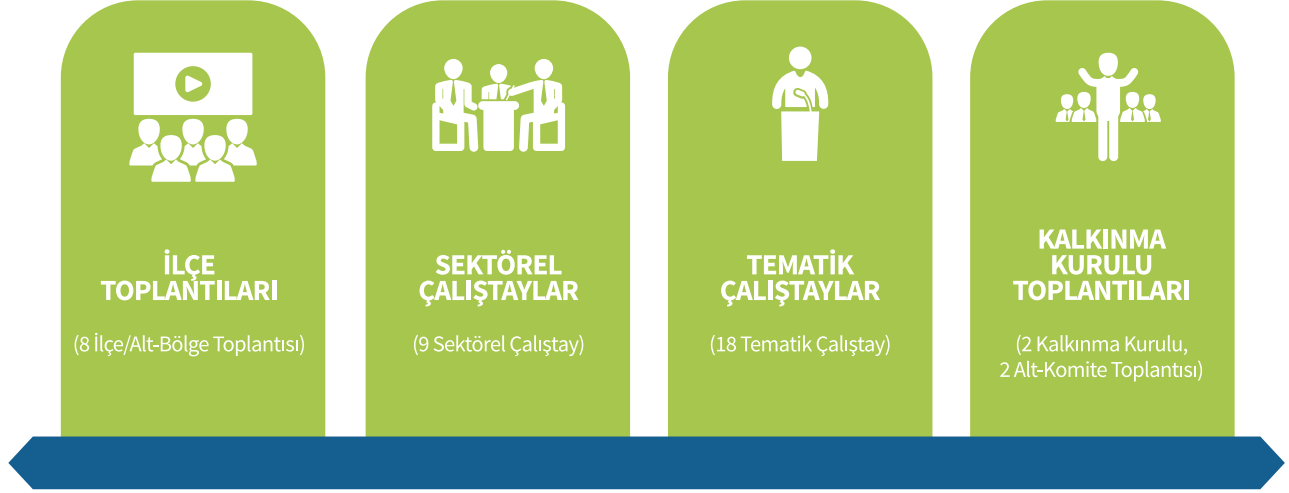 İLÇE
TOPLANTILARI
(8 İlçe/Alt-Bölge Toplantısı)
SEKTÖREL
ÇALIŞTAYLAR
(9 Sektörel Çalıştay)
TEMATİK
ÇALIŞTAYLAR
(18 Tematik Çalıştay)
KALKINMA
KURULU
TOPLANTILARI
(2 Kalkınma Kurulu,
2 Alt-Komite Toplantısı)